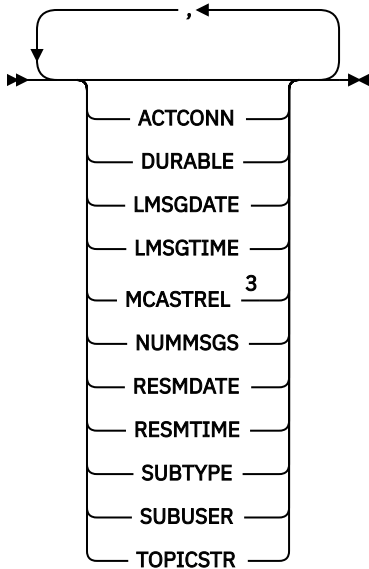 ,
ACTCONN
DURABLE
LMSGDATE
LMSGTIME
MCASTREL 3
NUMMSGS
RESMDATE
RESMTIME
SUBTYPE
SUBUSER
TOPICSTR